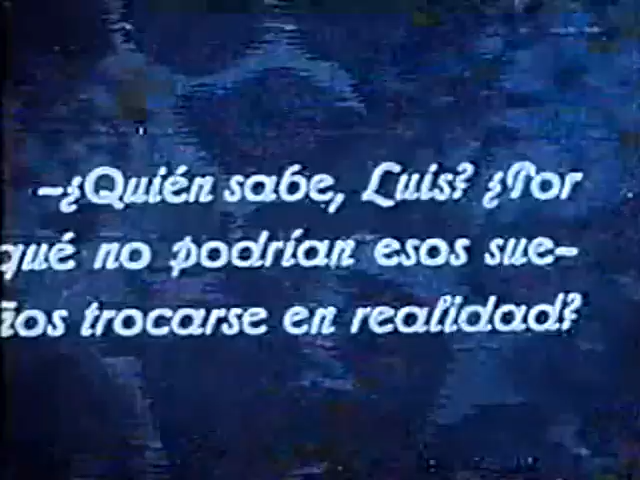 –¿Quién sabe, Luis? ¿Por
qué no podrían esos sue-
ños trocarse en realidad?